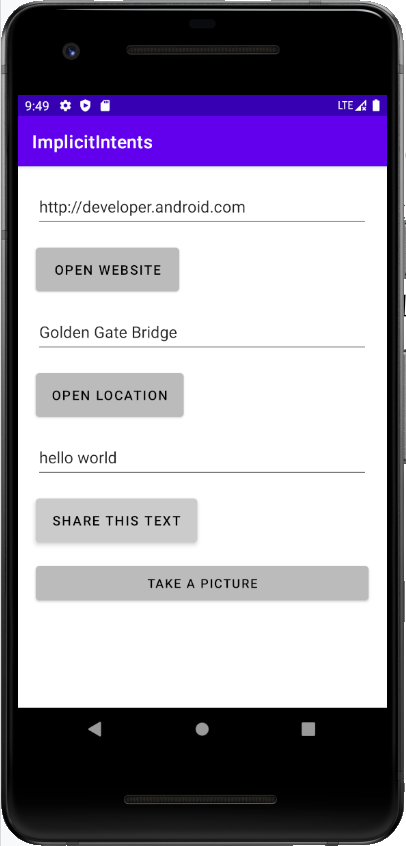 9:49 LTE
ImplicitIntents
http://developer.android.com
OPEN WEBSITE
Golden Gate Bridge
OPEN LOCATION
hello world
SHARE THIS TEXT
TAKE A PICTURE